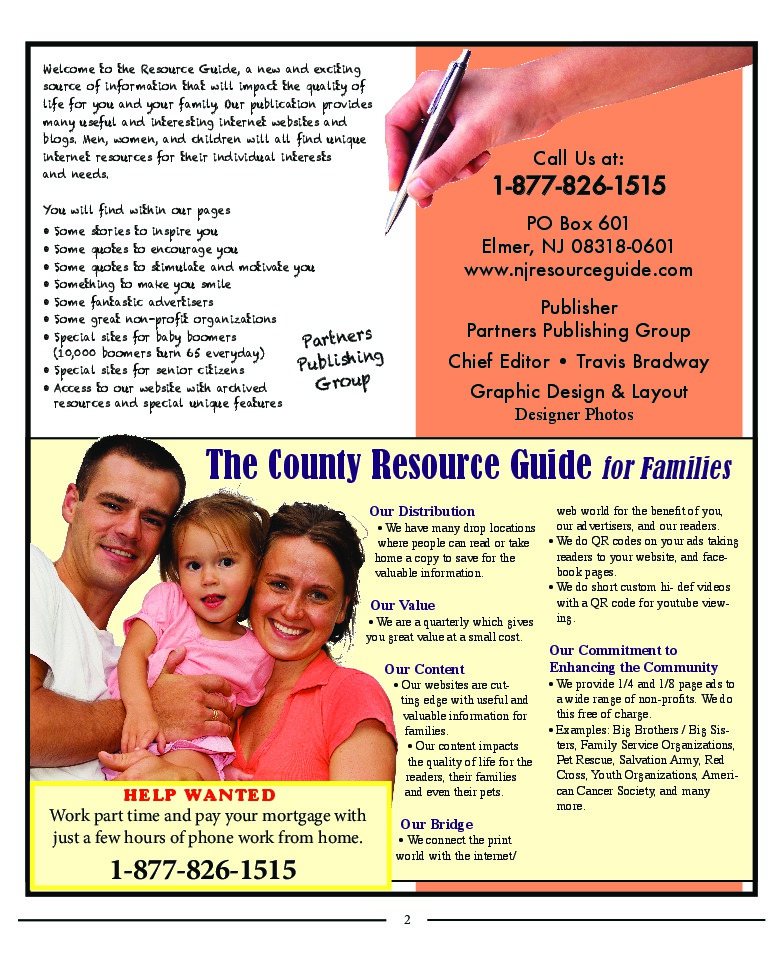 Welcome to the Resource Guide, a new and exciting
source of information that will impact the quality of
life for you and your family. Our publication provides
many useful and interesting internet websites and
blogs. Men, women, and children will all find unique
internet resources for their individual interests
and needs.
You will find within our pages
• Some stories to inspire you
• Some quotes to encourage you
• Some quotes to stimulate and motivate you
• Something to make you smile
• Some fantastic advertisers
• Some great non-profit organizations
• Special sites for baby boomers
(10,000 boomers turn 65 everyday)
• Special sites for senior citizens
• Access to our website with archived
resources and special unique features
Partners
Publishing
Group
Call Us at:
1-877-826-1515
PO Box 601
Elmer, NJ 08318-0601
www.njresourceguide.com
Publisher
Partners Publishing Group
Chief Editor • Travis Bradway
Graphic Design & Layout
Designer Photos
The County Resource Guide for Families
Our Distribution
• We have many drop locations
where people can read or take
home a copy to save for the
valuable information.
Our Value
• We are a quarterly which gives
you great value at a small cost.
Our Content
• Our websites are cut-
ting edge with useful and
valuable information for
families.
• Our content impacts
the quality of life for the
readers, their families
and even their pets.
Our Bridge
• We connect the print
world with the internet/
web world for the benefit of you,
our advertisers, and our readers.
• We do QR codes on your ads taking
readers to your website, and face-
book pages.
• We do short custom hi- def videos
with a QR code for youtube view-
ing.
Our Commitment to
Enhancing the Community
• We provide 1/4 and 1/8 page ads to
a wide range of non-profits. We do
this free of charge.
• Examples: Big Brothers / Big Sis-
ters, Family Service Organizations,
Pet Rescue, Salvation Army, Red
Cross, Youth Organizations, Ameri-
can Cancer Society, and many
more.
HELP WANTED
Work part time and pay your mortgage with
just a few hours of phone work from home.
1-877-826-1515
2